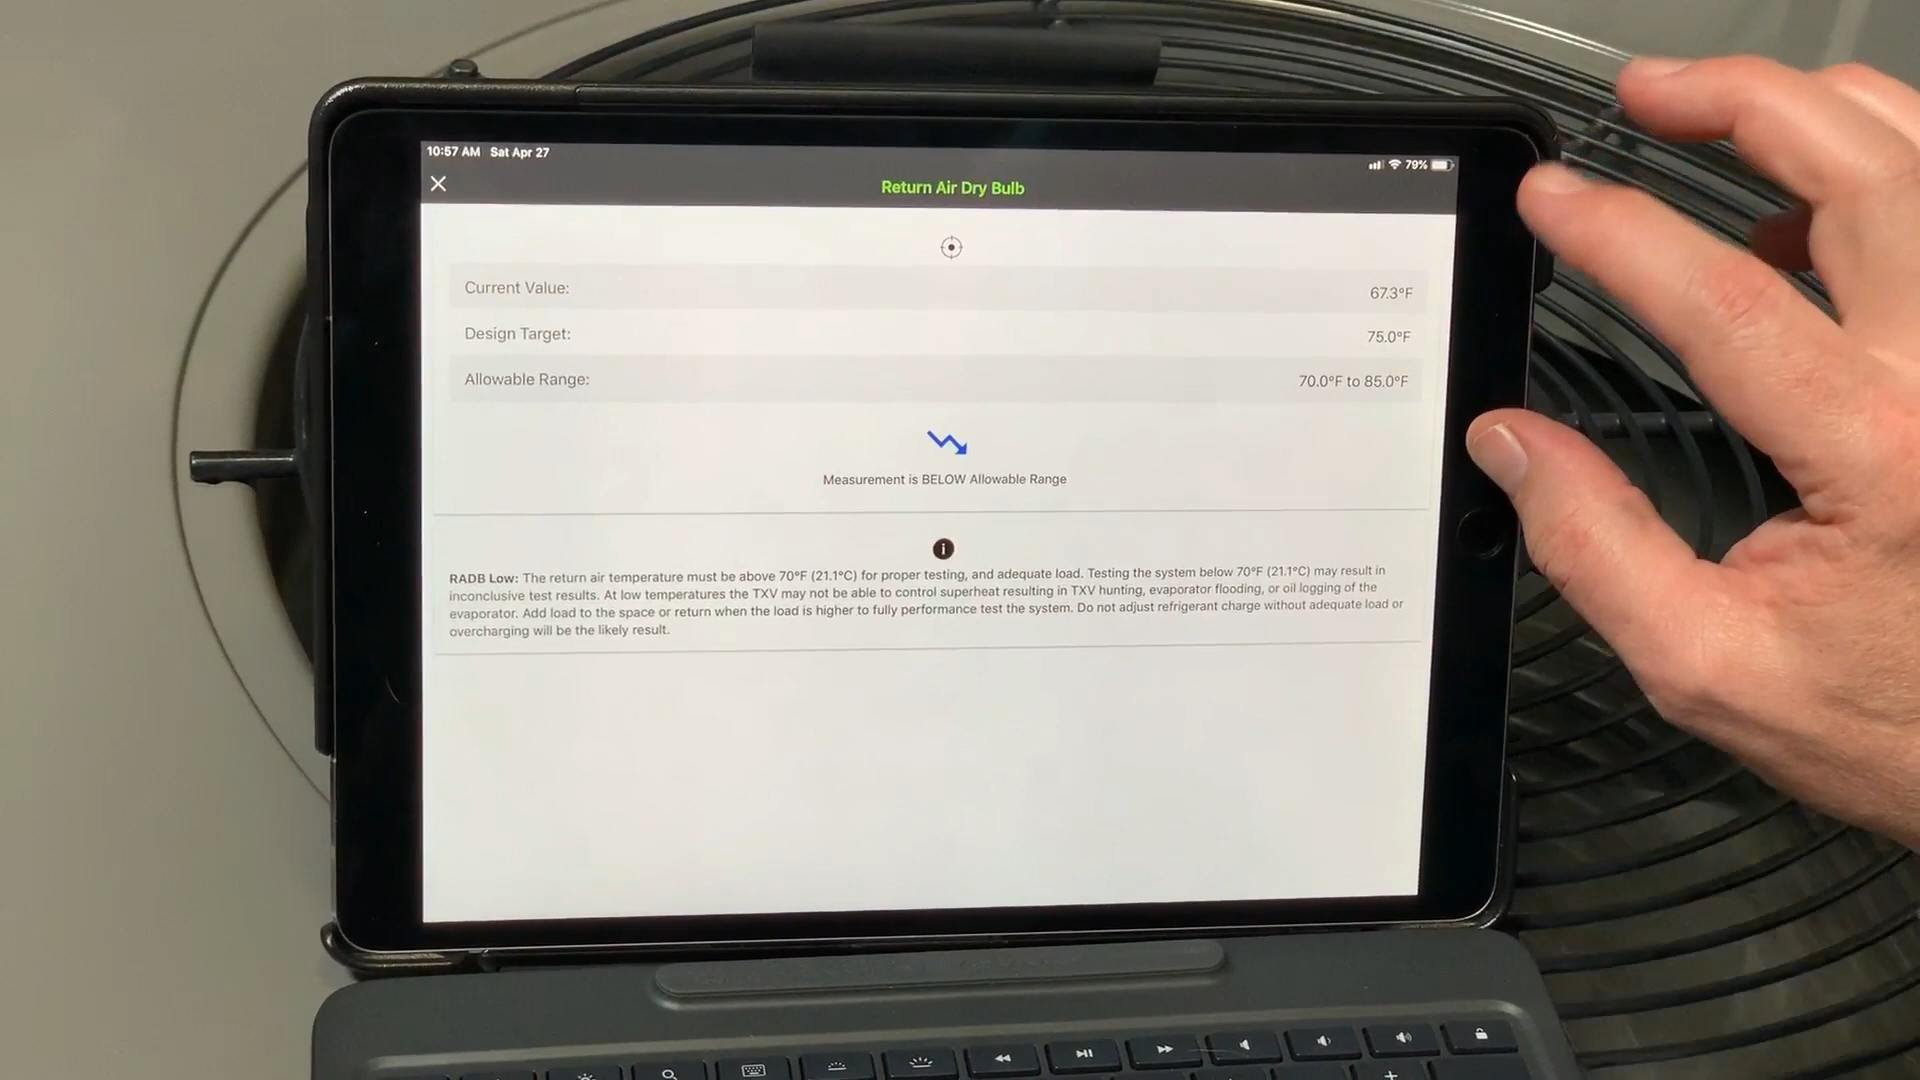 10:57 AM Sat Apr 27
79%
Return Air Dry Bulb
Current Value: 67.3°F
Design Target: 75.0°F
Allowable Range: 70.0°F to 85.0°F
Measurement is BELOW Allowable Range
RADB Low: The return air temperature must be above 70°F (21.1°C) for proper testing, and adequate load. Testing the system below 70°F (21.1°C) may result in
inconclusive test results. At low temperatures the TXV may not be able to control superheat resulting in TXV hunting, evaporator flooding, or oil logging of the
evaporator. Add load to the space or return when the load is higher to fully performance test the system. Do not adjust refrigerant charge without adequate load or
overcharging will be the likely result.